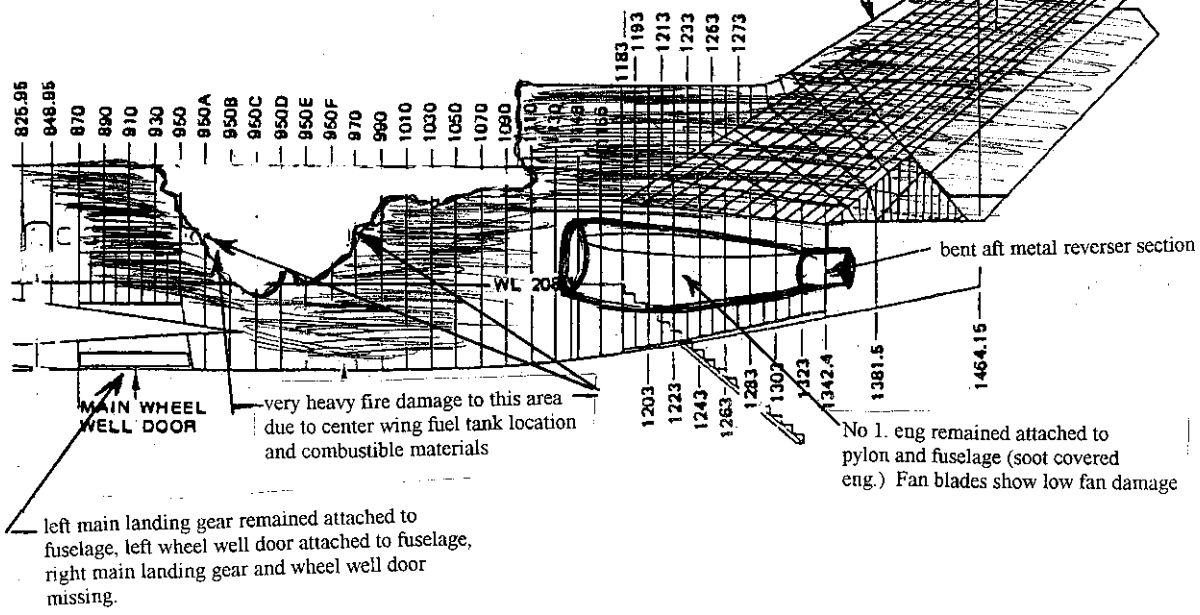 1183
1193
1213
1233
1263
1273
825.95
848.95
870
890
910
930
950
950A
950B
950C
950D
950E
950F
970
990
1010
1030
1050
1070
1090
WL 208
bent aft metal reverser section
1203
1223
1243
1263
1283
1303
1323
1342.4
1381.5
1464.15
MAIN WHEEL
WELL DOOR
very heavy fire damage to this area
due to center wing fuel tank location
and combustible materials
No 1. eng remained attached to
pylon and fuselage (soot covered
eng.) Fan blades show low fan damage
left main landing gear remained attached to
fuselage, left wheel well door attached to fuselage,
right main landing gear and wheel well door
missing.